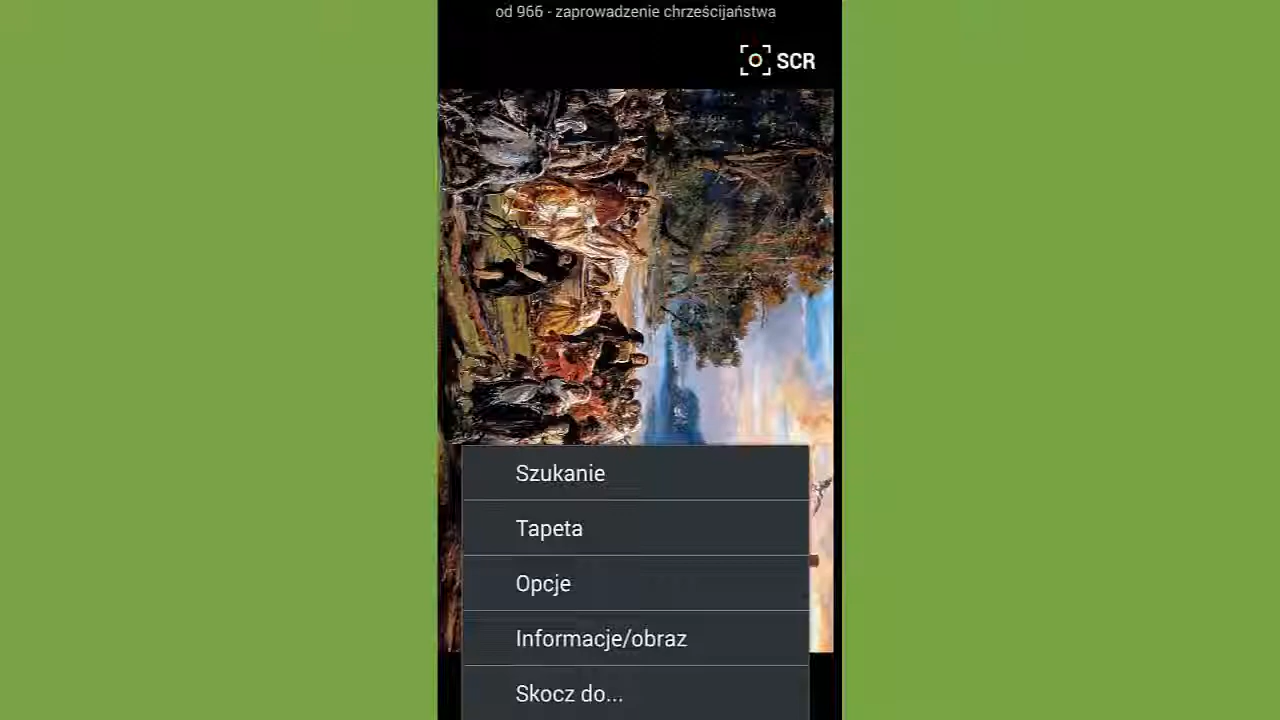 od 966 - zaprowadzenie chrześcijaństwa
SCR
Szukanie
Tapeta
Opcje
Informacje/obraz
Skocz do...